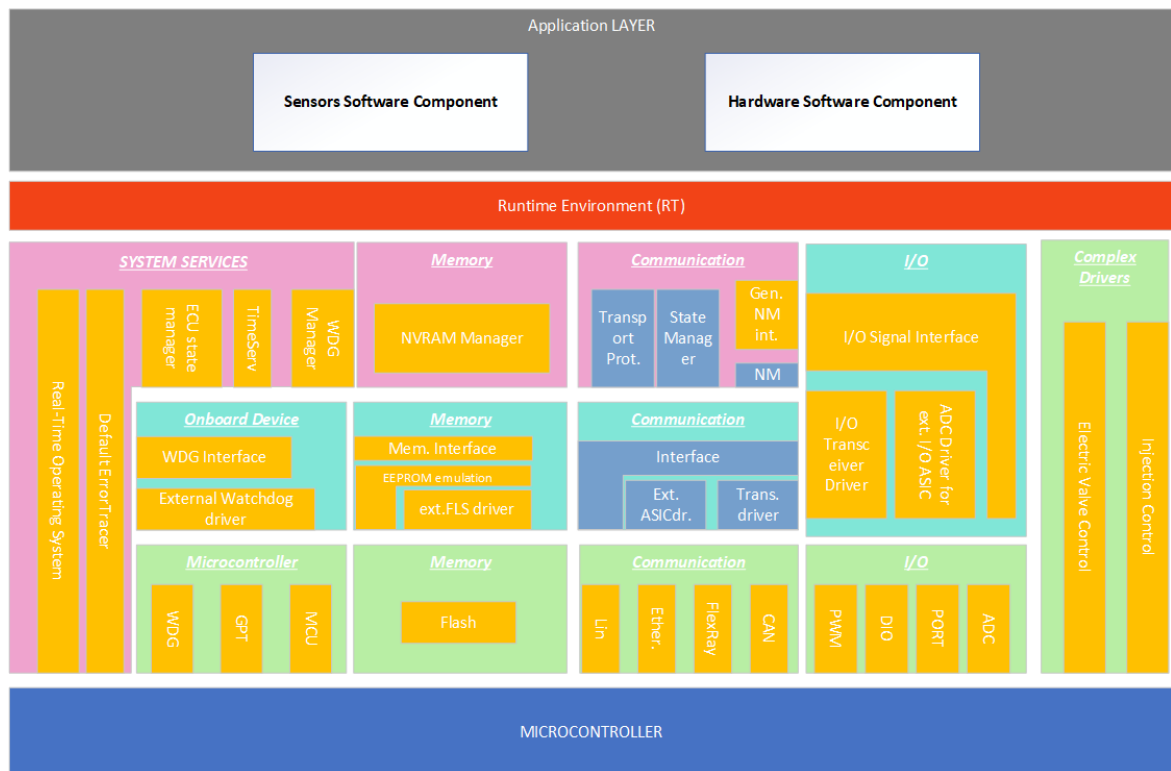 Application LAYER
Sensors Software Component
Hardware Software Component
Runtime Environment (RT)
SYSTEM SERVICES
Real-Time Operating System
Default ErrorTracer
ECU state
manager
TimeServ
WDG
Manager
Memory
NVRAM Manager
Communication
Transp
ort
Prot.
State
Manag
er
Gen.
NM
int.
NM
I/O
I/O Signal Interface
I/O
Transc
eiver
Driver
ADC Driver for
ext. I/O ASIC
Complex
Drivers
Electric Valve Control
Injection Control
Onboard Device
WDG Interface
External Watchdog
driver
Memory
Mem. Interface
EEPROM emulation
ext.FLS driver
Communication
Interface
Ext.
ASICdr.
Trans.
driver
Microcontroller
WDG
GPT
MCU
Memory
Flash
Communication
Lin
Ether.
FlexRay
CAN
I/O
PWM
DIO
PORT
ADC
MICROCONTROLLER